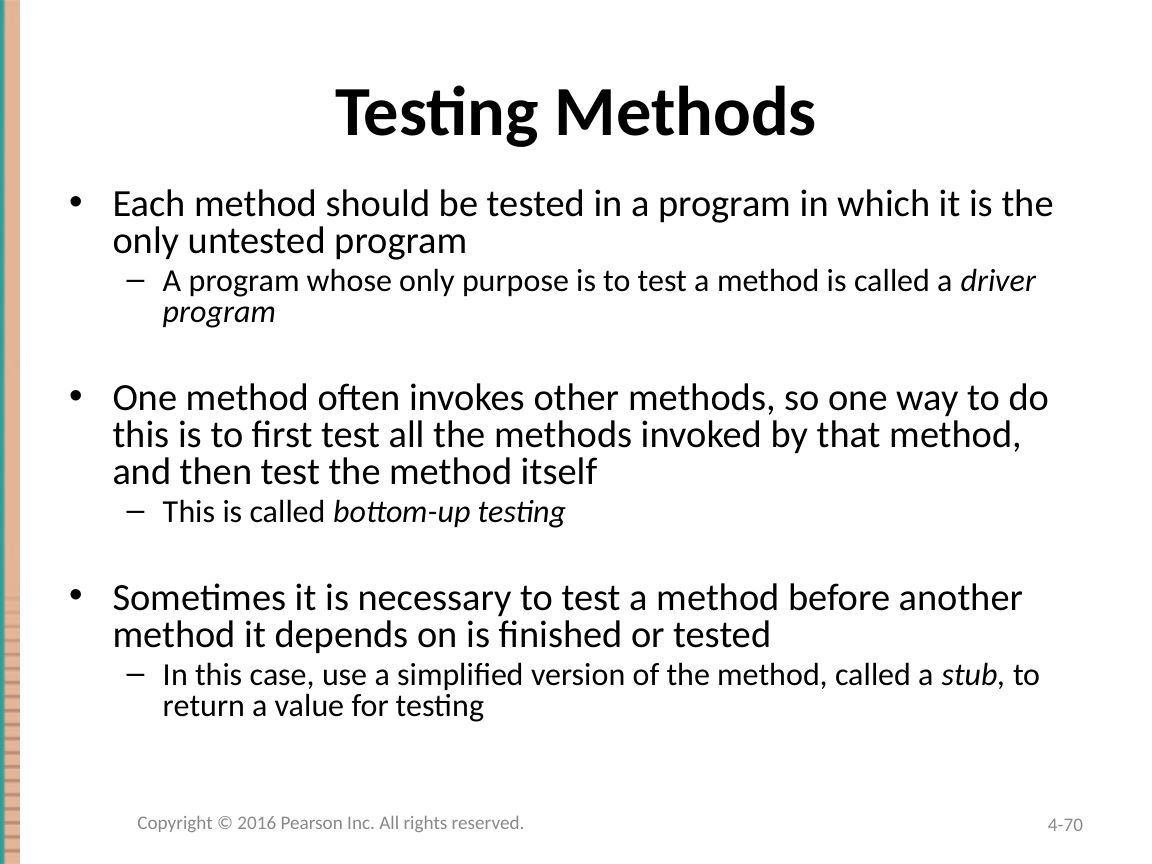 Testing Methods
• Each method should be tested in a program in which it is the
only untested program
– A program whose only purpose is to test a method is called a driver
program
• One method often invokes other methods, so one way to do
this is to first test all the methods invoked by that method,
and then test the method itself
– This is called bottom-up testing
• Sometimes it is necessary to test a method before another
method it depends on is finished or tested
– In this case, use a simplified version of the method, called a stub, to
return a value for testing
Copyright © 2016 Pearson Inc. All rights reserved.
4-70